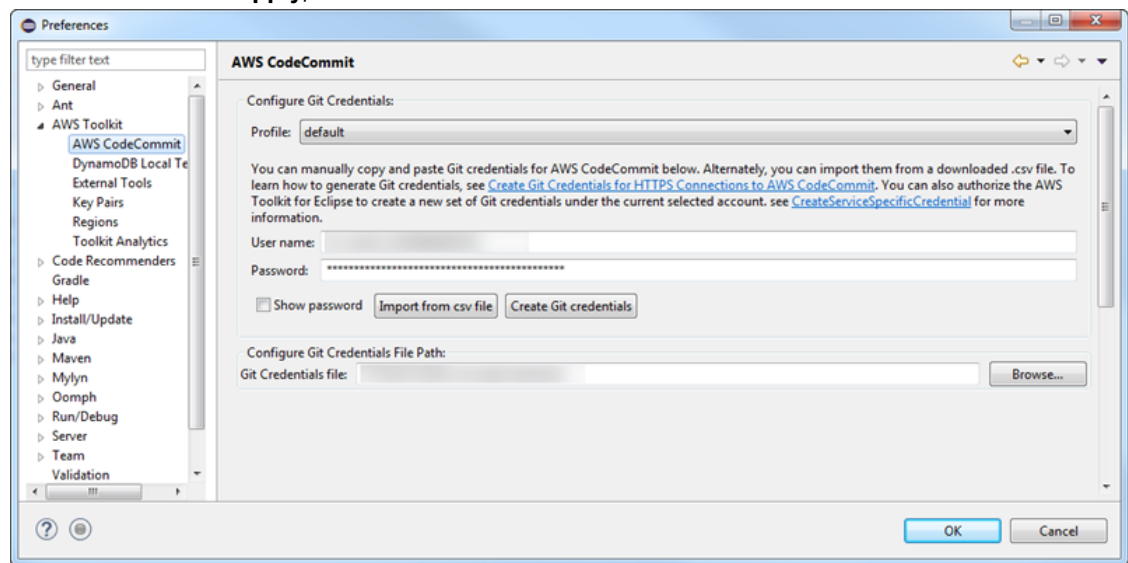 Preferences
type filter text
General
Ant
AWS Toolkit
AWS CodeCommit
DynamoDB Local Te
External Tools
Key Pairs
Regions
Toolkit Analytics
Code Recommenders
Gradle
Help
Install/Update
Java
Maven
Mylyn
Oomph
Run/Debug
Server
Team
Validation
AWS CodeCommit
Configure Git Credentials:
Profile: default
You can manually copy and paste Git credentials for AWS CodeCommit below. Alternately, you can import them from a downloaded .csv file. To
learn how to generate Git credentials, see Create Git Credentials for HTTPS Connections to AWS CodeCommit. You can also authorize the AWS
Toolkit for Eclipse to create a new set of Git credentials under the current selected account. see CreateServiceSpecificCredential for more
information.
User name:
Password: ********************************************
Show password Import from csv file Create Git credentials
Configure Git Credentials File Path:
Git Credentials file: Browse...
OK Cancel